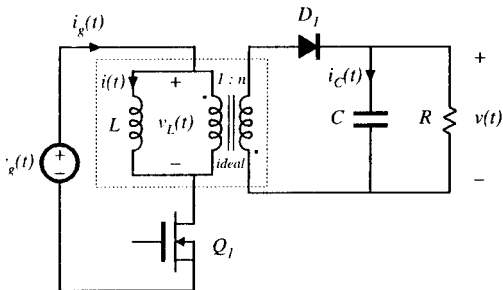 i_g(t)
D_1
i(t)
+
1 : n
+
i_C(t)
L
v_L(t)
C
R
v(t)
g(t)
+
−
−
ideal
−
Q_1